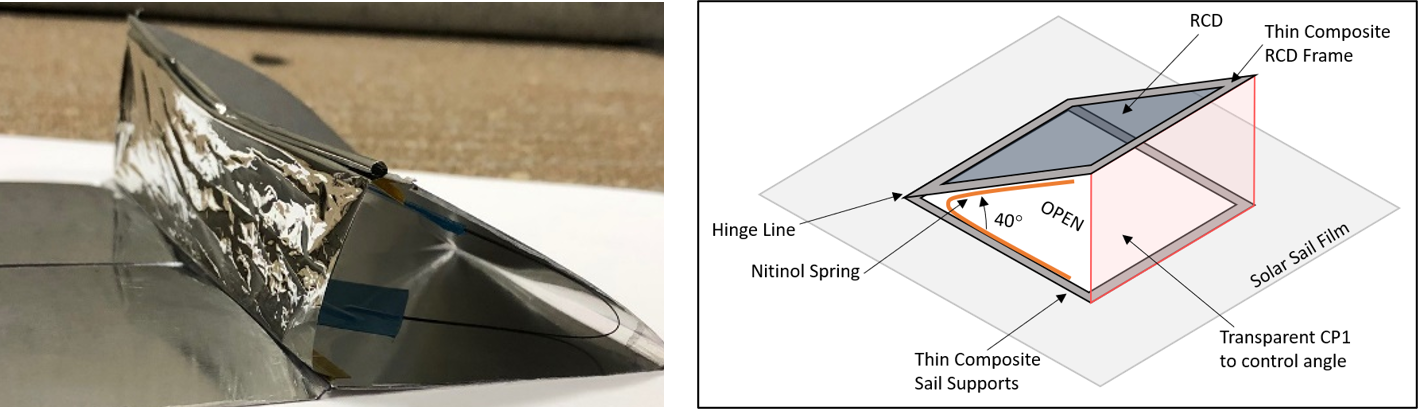 RCD
Thin Composite
RCD Frame
Hinge Line
40°
OPEN
Nitinol Spring
Solar Sail Film
Thin Composite
Sail Supports
Transparent CP1
to control angle